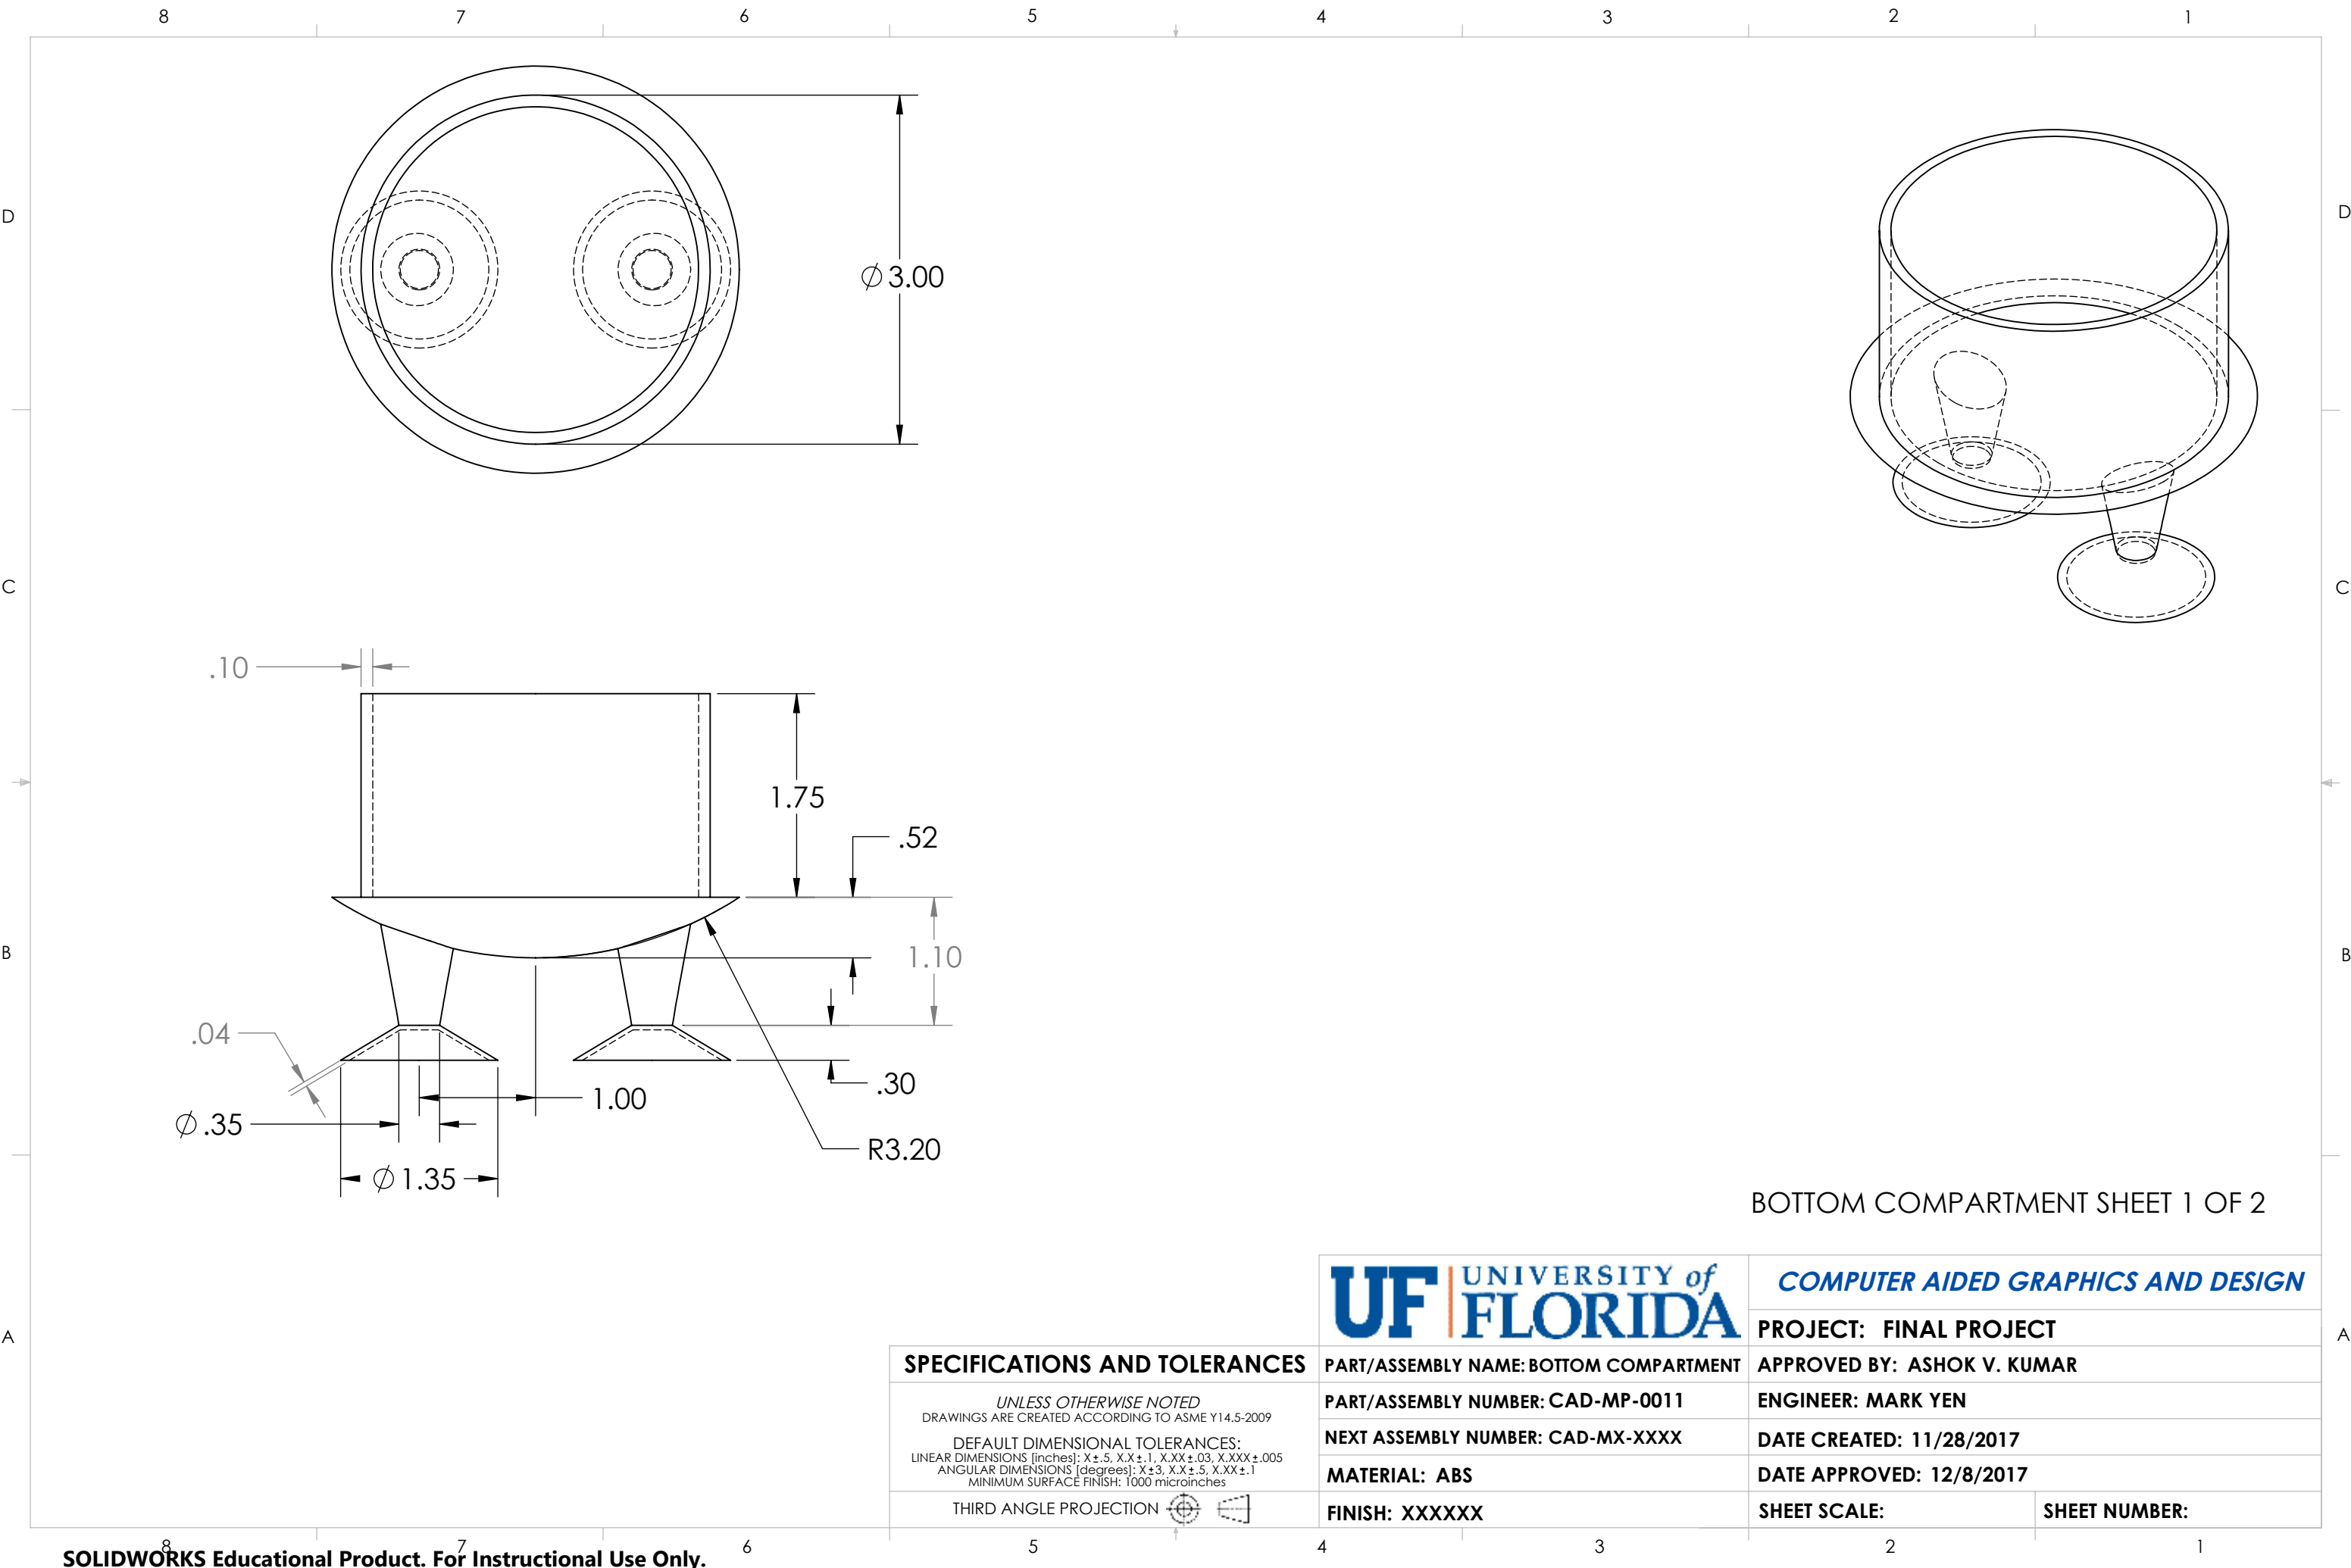 8 7 6 5 4 3 2 1
D D
∅3.00
C C
.10
1.75
.52
B 1.10 B
.04
.30
1.00
∅.35
R3.20
∅1.35
BOTTOM COMPARTMENT SHEET 1 OF 2
UF UNIVERSITY of FLORIDA
COMPUTER AIDED GRAPHICS AND DESIGN
A A
PROJECT: FINAL PROJECT
SPECIFICATIONS AND TOLERANCES
PART/ASSEMBLY NAME: BOTTOM COMPARTMENT
APPROVED BY: ASHOK V. KUMAR
UNLESS OTHERWISE NOTED
DRAWINGS ARE CREATED ACCORDING TO ASME Y14.5-2009
PART/ASSEMBLY NUMBER: CAD-MP-0011
ENGINEER: MARK YEN
DEFAULT DIMENSIONAL TOLERANCES:
LINEAR DIMENSIONS [inches]: X±.5, X.X±.1, X.XX±.03, X.XXX±.005
ANGULAR DIMENSIONS [degrees]: X±3, X.X±.5, X.XX±.1
MINIMUM SURFACE FINISH: 1000 microinches
NEXT ASSEMBLY NUMBER: CAD-MX-XXXX
DATE CREATED: 11/28/2017
MATERIAL: ABS
DATE APPROVED: 12/8/2017
THIRD ANGLE PROJECTION
FINISH: XXXXXX
SHEET SCALE:
SHEET NUMBER:
8 7 6 5 4 3 2 1
SOLIDWORKS Educational Product. For Instructional Use Only.